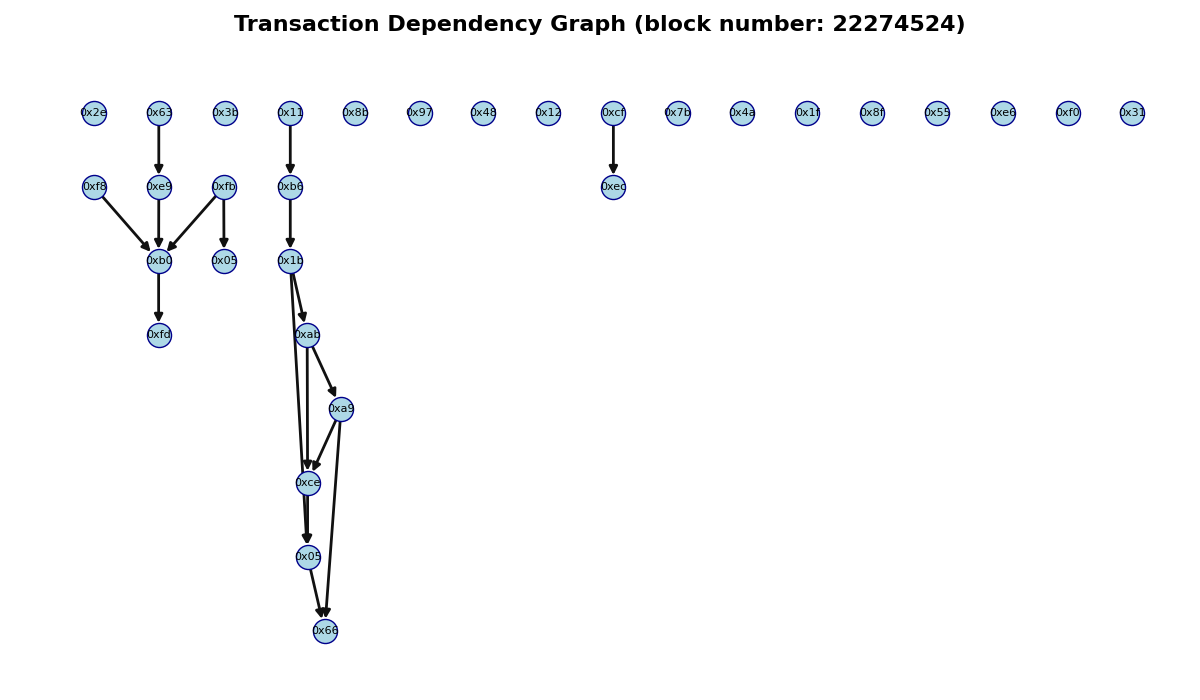 Transaction Dependency Graph (block number: 22274524)
0x2e 0x63 0x3b 0x11 0x8b 0x97 0x48 0x12 0xcf 0x7b 0x4a 0x1f 0x8f 0x55 0xe6 0xf0 0x31
0xf8 0xe9 0xfb 0xb6 0xec
0xb0 0x05 0x1b
0xfd 0xab
0xa9
0xce
0x05
0x66